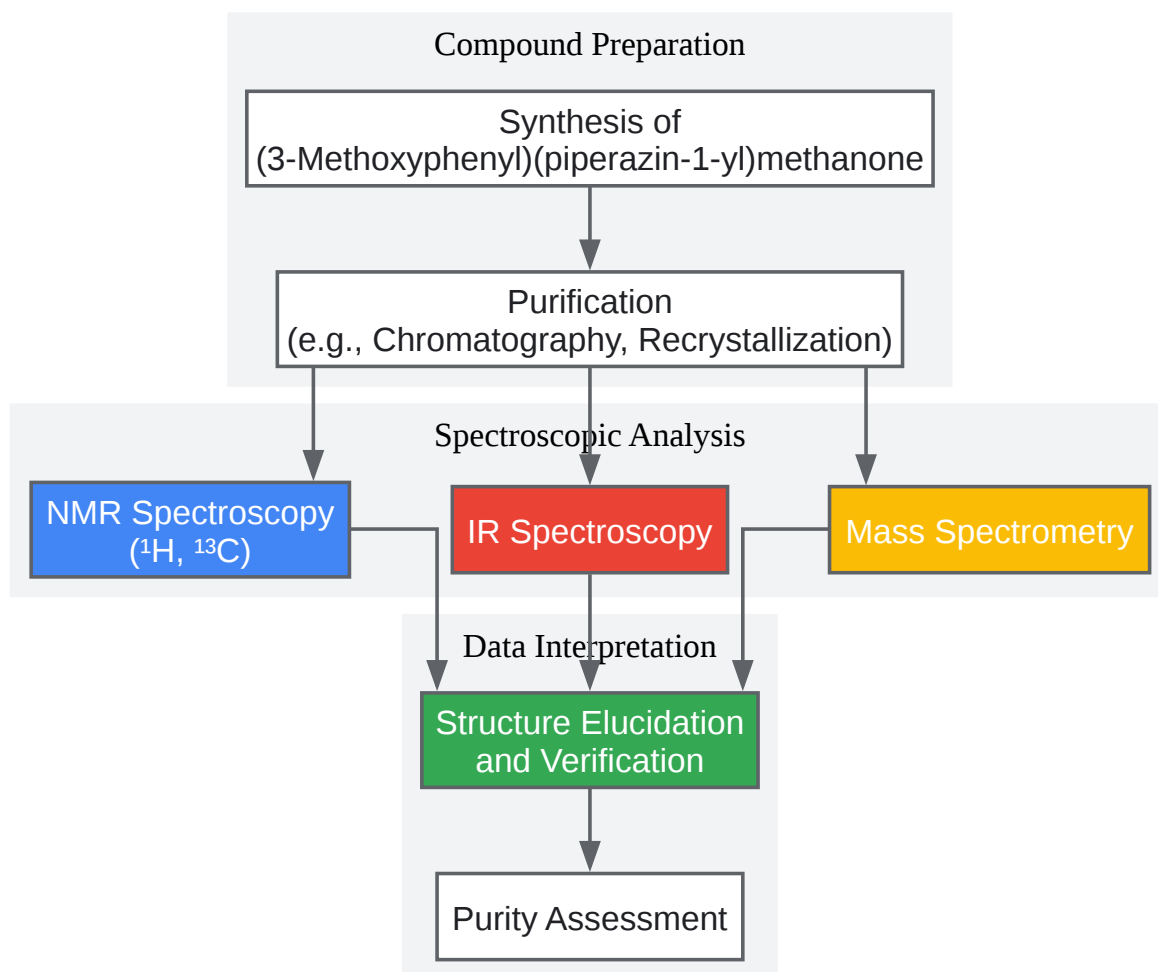 Compound Preparation
Synthesis of
(3-Methoxyphenyl)(piperazin-1-yl)methanone
Purification
(e.g., Chromatography, Recrystallization)
Spectroscopic Analysis
NMR Spectroscopy
(¹H, ¹³C)
IR Spectroscopy
Mass Spectrometry
Data Interpretation
Structure Elucidation
and Verification
Purity Assessment